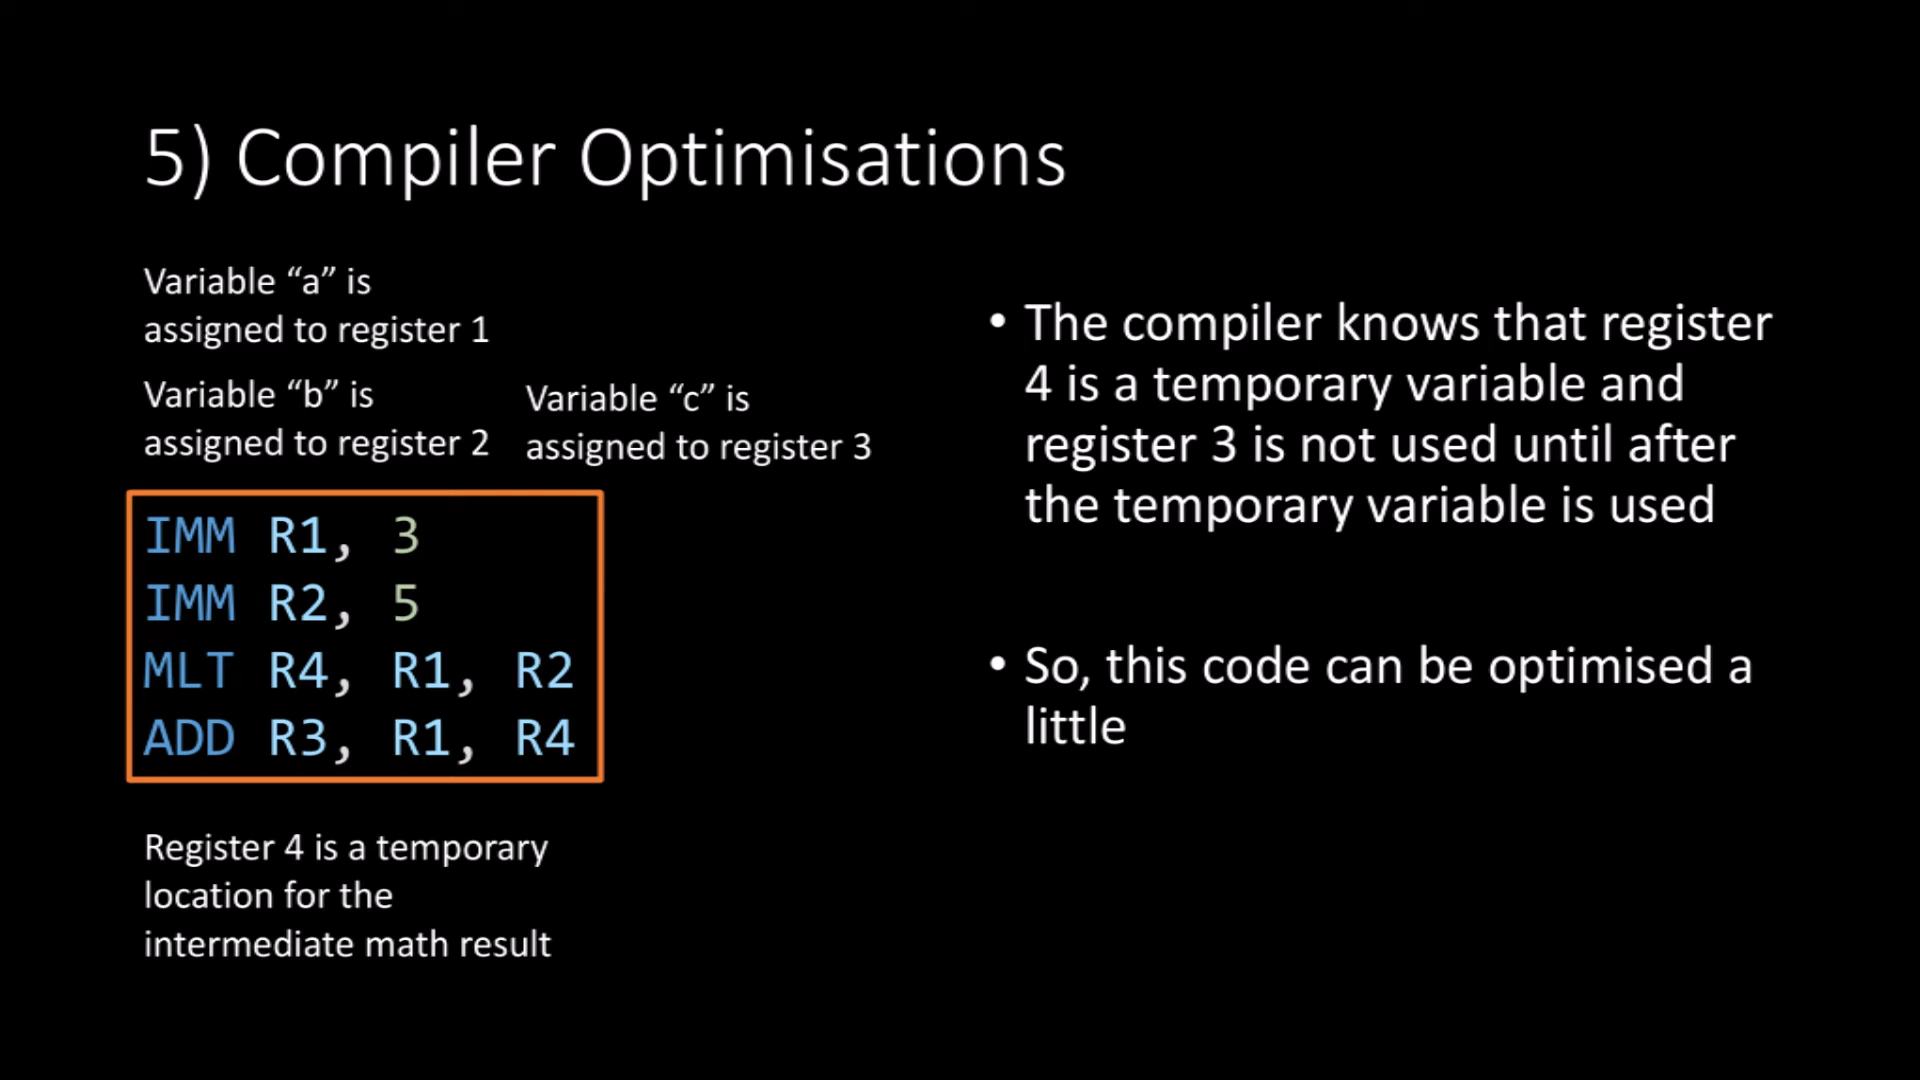 5) Compiler Optimisations
Variable “a” is
assigned to register 1
Variable “b” is
assigned to register 2
Variable “c” is
assigned to register 3
IMM R1, 3
IMM R2, 5
MLT R4, R1, R2
ADD R3, R1, R4
Register 4 is a temporary
location for the
intermediate math result
• The compiler knows that register
4 is a temporary variable and
register 3 is not used until after
the temporary variable is used
• So, this code can be optimised a
little